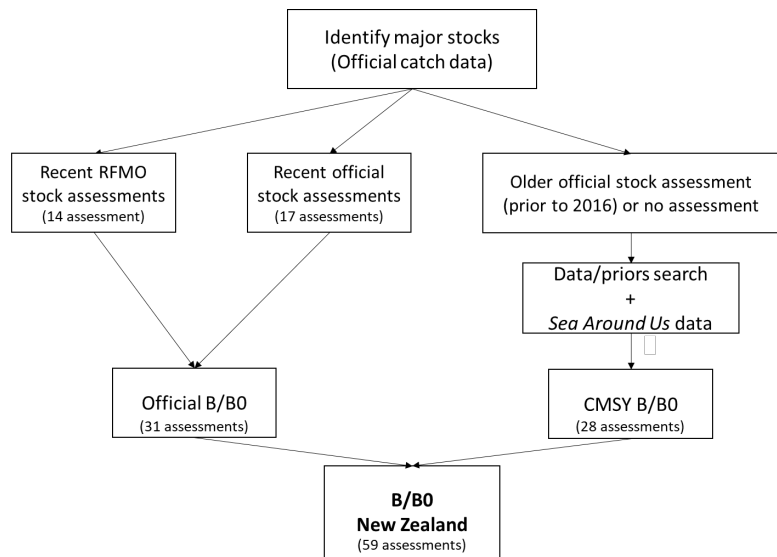 Identify major stocks
(Official catch data)
Recent RFMO
stock assessments
(14 assessment)
Recent official
stock assessments
(17 assessments)
Older official stock assessment
(prior to 2016) or no assessment
Data/priors search
+
Sea Around Us data
Official B/B0
(31 assessments)
CMSY B/B0
(28 assessments)
B/B0
New Zealand
(59 assessments)